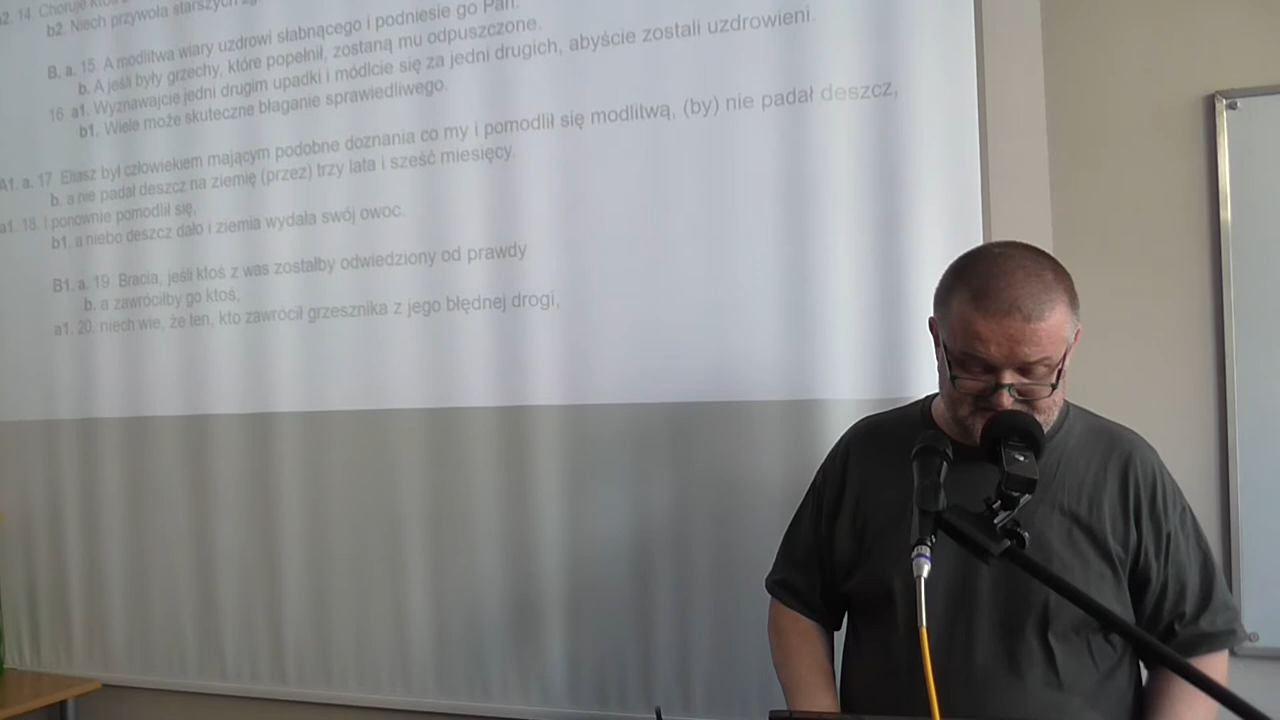 a2. 14. Choruje ktoś z
b2. Niech przywoła starszych
B. a. 15. A modlitwa wiary uzdrowi słabnącego i podniesie go Pan.
b. A jeśli były grzechy, które popełnił, zostaną mu odpuszczone.
16 a1. Wyznawajcie jedni drugim upadki i módlcie się za jedni drugich, abyście zostali uzdrowieni.
b1. Wiele może skuteczne błaganie sprawiedliwego.
A1. a. 17 Eliasz był człowiekiem mającym podobne doznania co my i pomodlił się modlitwą, (by) nie padał deszcz,
b. a nie padał deszcz na ziemię (przez) trzy lata i sześć miesięcy.
a1. 18. I ponownie pomodlił się,
b1. a niebo deszcz dało i ziemia wydała swój owoc.
B1. a. 19. Bracia, jeśli ktoś z was zostałby odwiedziony od prawdy
b. a zawróciłby go ktoś,
a1. 20. niech wie, że ten, kto zawrócił grzesznika z jego błędnej drogi,